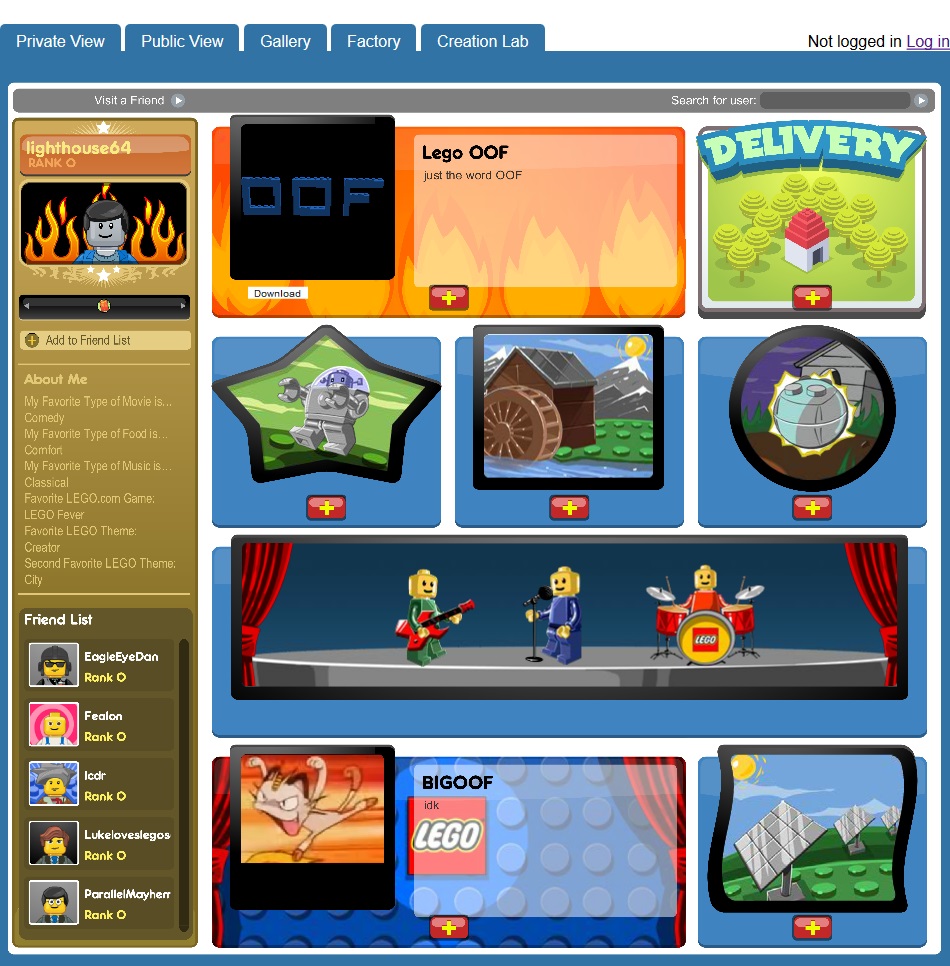 Private View
Public View
Gallery
Factory
Creation Lab
Not logged in Log in
Visit a Friend
Search for user:
lighthouse64
RANK 0
Add to Friend List
About Me
My Favorite Type of Movie is...
Comedy
My Favorite Type of Food is...
Comfort
My Favorite Type of Music is...
Classical
Favorite LEGO.com Game:
LEGO Fever
Favorite LEGO Theme:
Creator
Second Favorite LEGO Theme:
City
Friend List
EagleEyeDan
Rank 0
Fealon
Rank 0
lcdr
Rank 0
Lukeloveslegos
Rank 0
ParallelMayhem
Rank 0
OOF
Lego OOF
just the word OOF
Download
DELIVERY
LEGO
BIGOOF
idk
LEGO